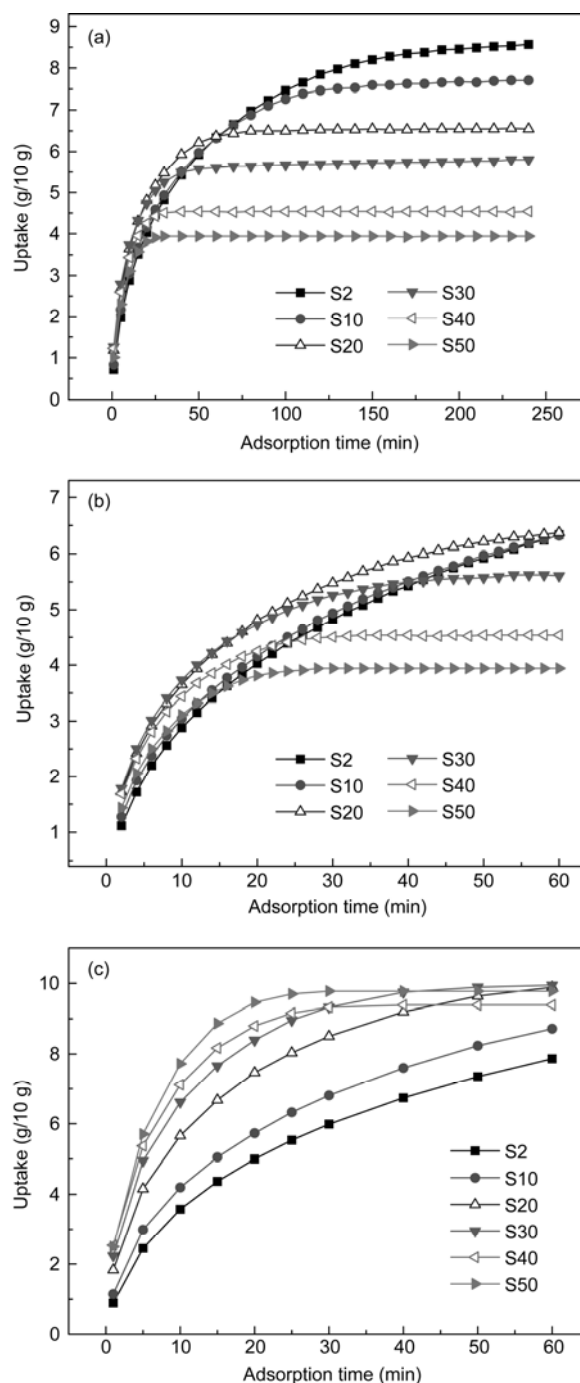 (a)
9
8
7
6
5
4
3
2
1
0
Uptake (g/10 g)
S2 S30
S10 S40
S20 S50
0 50 100 150 200 250
Adsorption time (min)
(b)
7
6
5
4
3
2
1
Uptake (g/10 g)
S2 S30
S10 S40
S20 S50
0 10 20 30 40 50 60
Adsorption time (min)
(c)
10
8
6
4
2
0
Uptake (g/10 g)
S2
S10
S20
S30
S40
S50
0 10 20 30 40 50 60
Adsorption time (min)